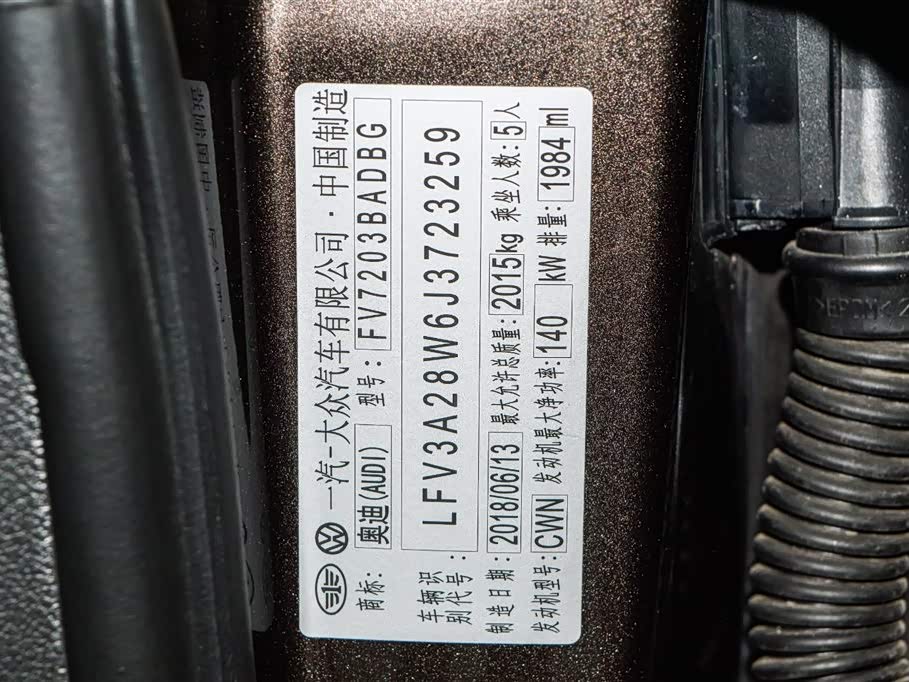 一汽-大众汽车有限公司·中国制造
商标: 奥迪(AUDI) 型号: FV7203BADBG
车辆识别代号: LFV3A28W6J3723259
制造日期: 2018/06/13 最大允许总质量: 2015kg 乘坐人数: 5人
发动机型号: CWN 发动机最大净功率: 140 kW 排量: 1984 ml
>EPDM<